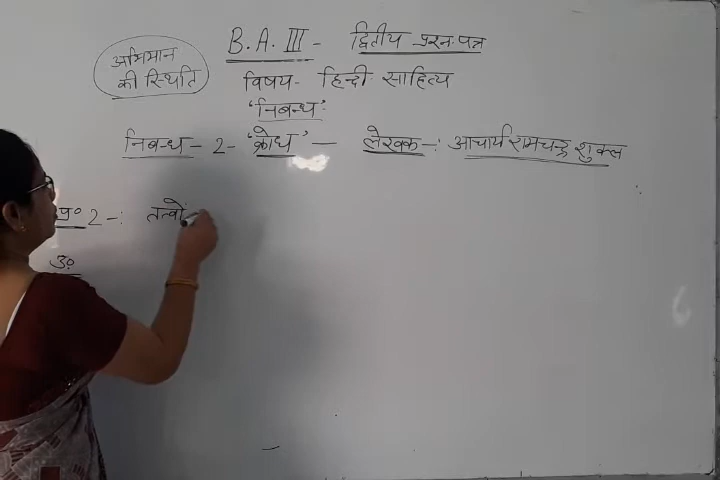 अभिमान
की स्थिति
B.A. III - द्वितीय प्रश्न-पत्र
विषय - हिन्दी साहित्य
'निबन्ध'
निबन्ध - 2 - 'क्रोध' - लेखक -: आचार्य रामचन्द्र शुक्ल
प्र० 2 -: तत्वों
उ०